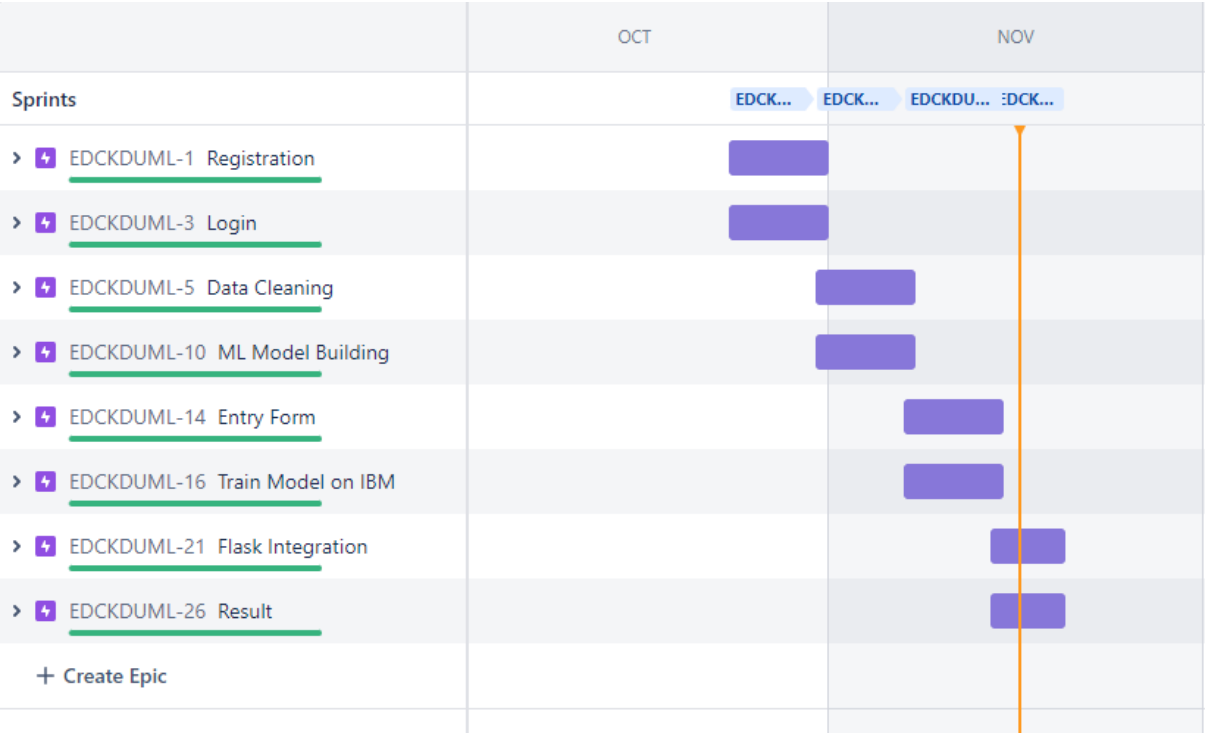 OCT NOV
Sprints EDCK... EDCK... EDCKDU... EDCK...
EDCKDUML-1 Registration
EDCKDUML-3 Login
EDCKDUML-5 Data Cleaning
EDCKDUML-10 ML Model Building
EDCKDUML-14 Entry Form
EDCKDUML-16 Train Model on IBM
EDCKDUML-21 Flask Integration
EDCKDUML-26 Result
+ Create Epic